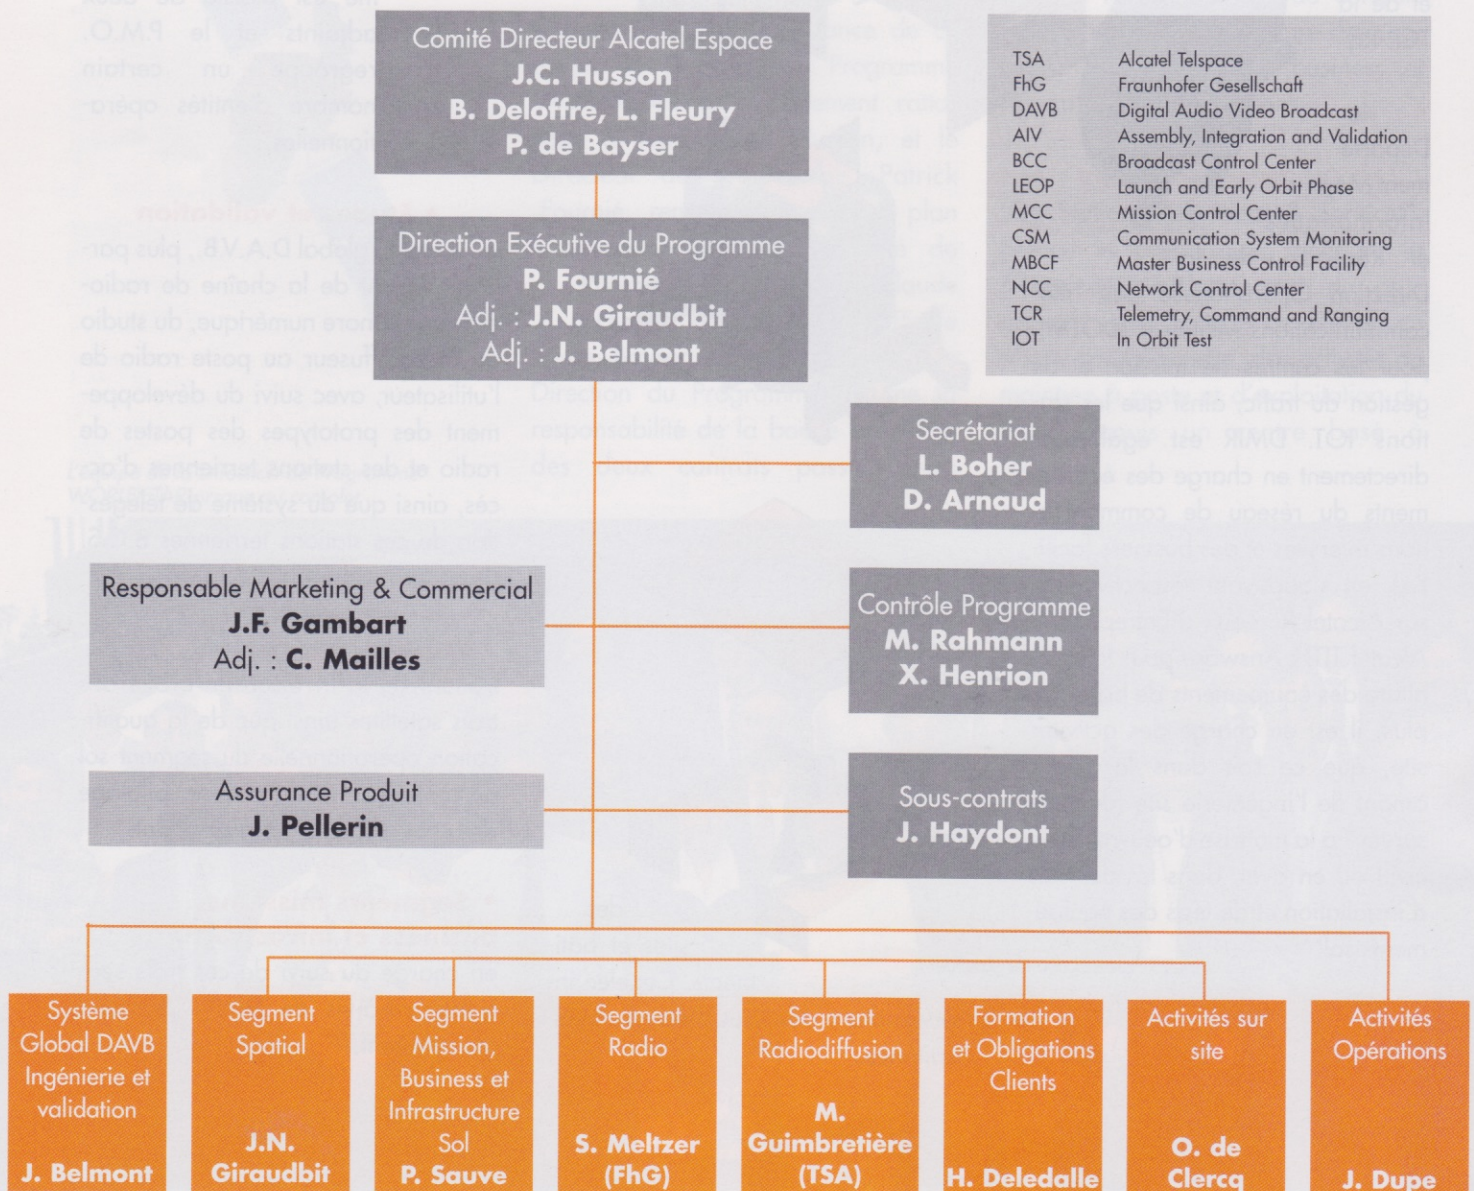 Comité Directeur Alcatel Espace
J.C. Husson
B. Deloffre, L. Fleury
P. de Bayser
TSA Alcatel Telspace
FhG Fraunhofer Gesellschaft
DAVB Digital Audio Video Broadcast
AIV Assembly, Integration and Validation
BCC Broadcast Control Center
LEOP Launch and Early Orbit Phase
MCC Mission Control Center
CSM Communication System Monitoring
MBCF Master Business Control Facility
NCC Network Control Center
TCR Telemetry, Command and Ranging
IOT In Orbit Test
Direction Exécutive du Programme
P. Fournié
Adj. : J.N. Giraudbit
Adj. : J. Belmont
Secrétariat
L. Boher
D. Arnaud
Responsable Marketing & Commercial
J.F. Gambart
Adj. : C. Mailles
Contrôle Programme
M. Rahmann
X. Henrion
Assurance Produit
J. Pellerin
Sous-contrats
J. Haydont
Système
Global DAVB
Ingénierie et
validation
J. Belmont
Segment
Spatial
J.N.
Giraudbit
Segment
Mission,
Business et
Infrastructure
Sol
P. Sauve
Segment
Radio
S. Meltzer
(FhG)
Segment
Radiodiffusion
M.
Guimbretière
(TSA)
Formation
et Obligations
Clients
H. Deledalle
Activités sur
site
O. de
Clercq
Activités
Opérations
J. Dupe